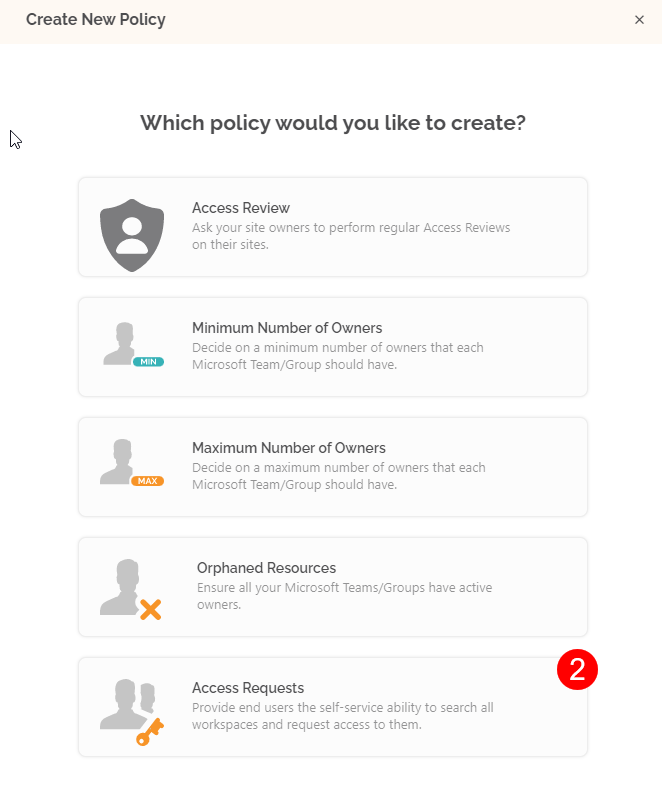 Create New Policy
Which policy would you like to create?
Access Review
Ask your site owners to perform regular Access Reviews
on their sites.
Minimum Number of Owners
Decide on a minimum number of owners that each
Microsoft Team/Group should have.
MIN
Maximum Number of Owners
Decide on a maximum number of owners that each
Microsoft Team/Group should have.
MAX
Orphaned Resources
Ensure all your Microsoft Teams/Groups have active
owners.
2
Access Requests
Provide end users the self-service ability to search all
workspaces and request access to them.